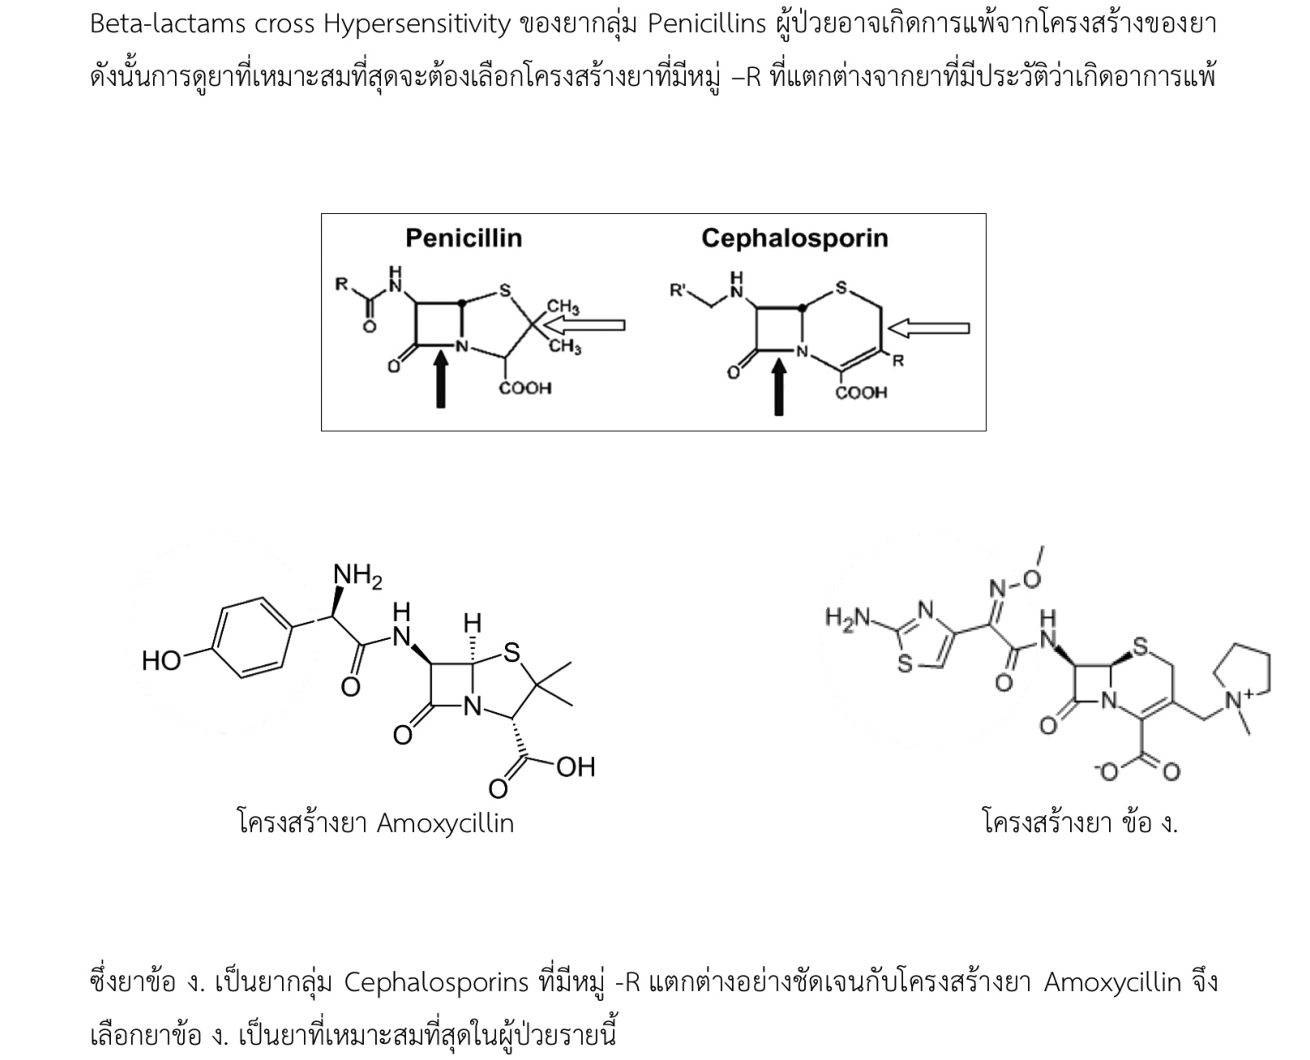 Beta-lactams cross Hypersensitivity ของยากลุ่ม Penicillins ผู้ป่วยอาจเกิดการแพ้จากโครงสร้างของยา
ดังนั้นการดูยาที่เหมาะสมที่สุดจะต้องเลือกโครงสร้างยาที่มีหมู่ –R ที่แตกต่างจากยาที่มีประวัติว่าเกิดอาการแพ้
Penicillin
R H N O O N S CH₃ CH₃ COOH
Cephalosporin
R' H N O N S R COOH
HO NH₂ O H N H S O N O OH
โครงสร้างยา Amoxycillin
H₂N N S N O O H N S O N N⁺ ⁻O O
โครงสร้างยา ข้อ ง.
ซึ่งยาข้อ ง. เป็นยากลุ่ม Cephalosporins ที่มีหมู่ -R แตกต่างอย่างชัดเจนกับโครงสร้างยา Amoxycillin จึง
เลือกยาข้อ ง. เป็นยาที่เหมาะสมที่สุดในผู้ป่วยรายนี้